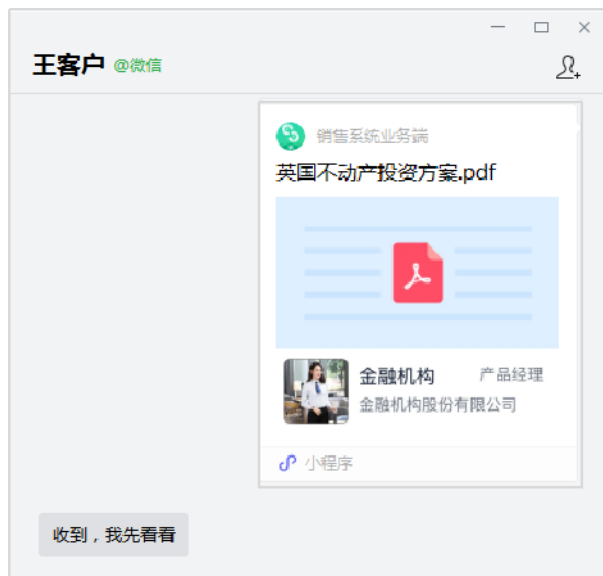 王客户 @微信
销售系统业务端
英国不动产投资方案.pdf
金融机构 产品经理
金融机构股份有限公司
小程序
收到，我先看看